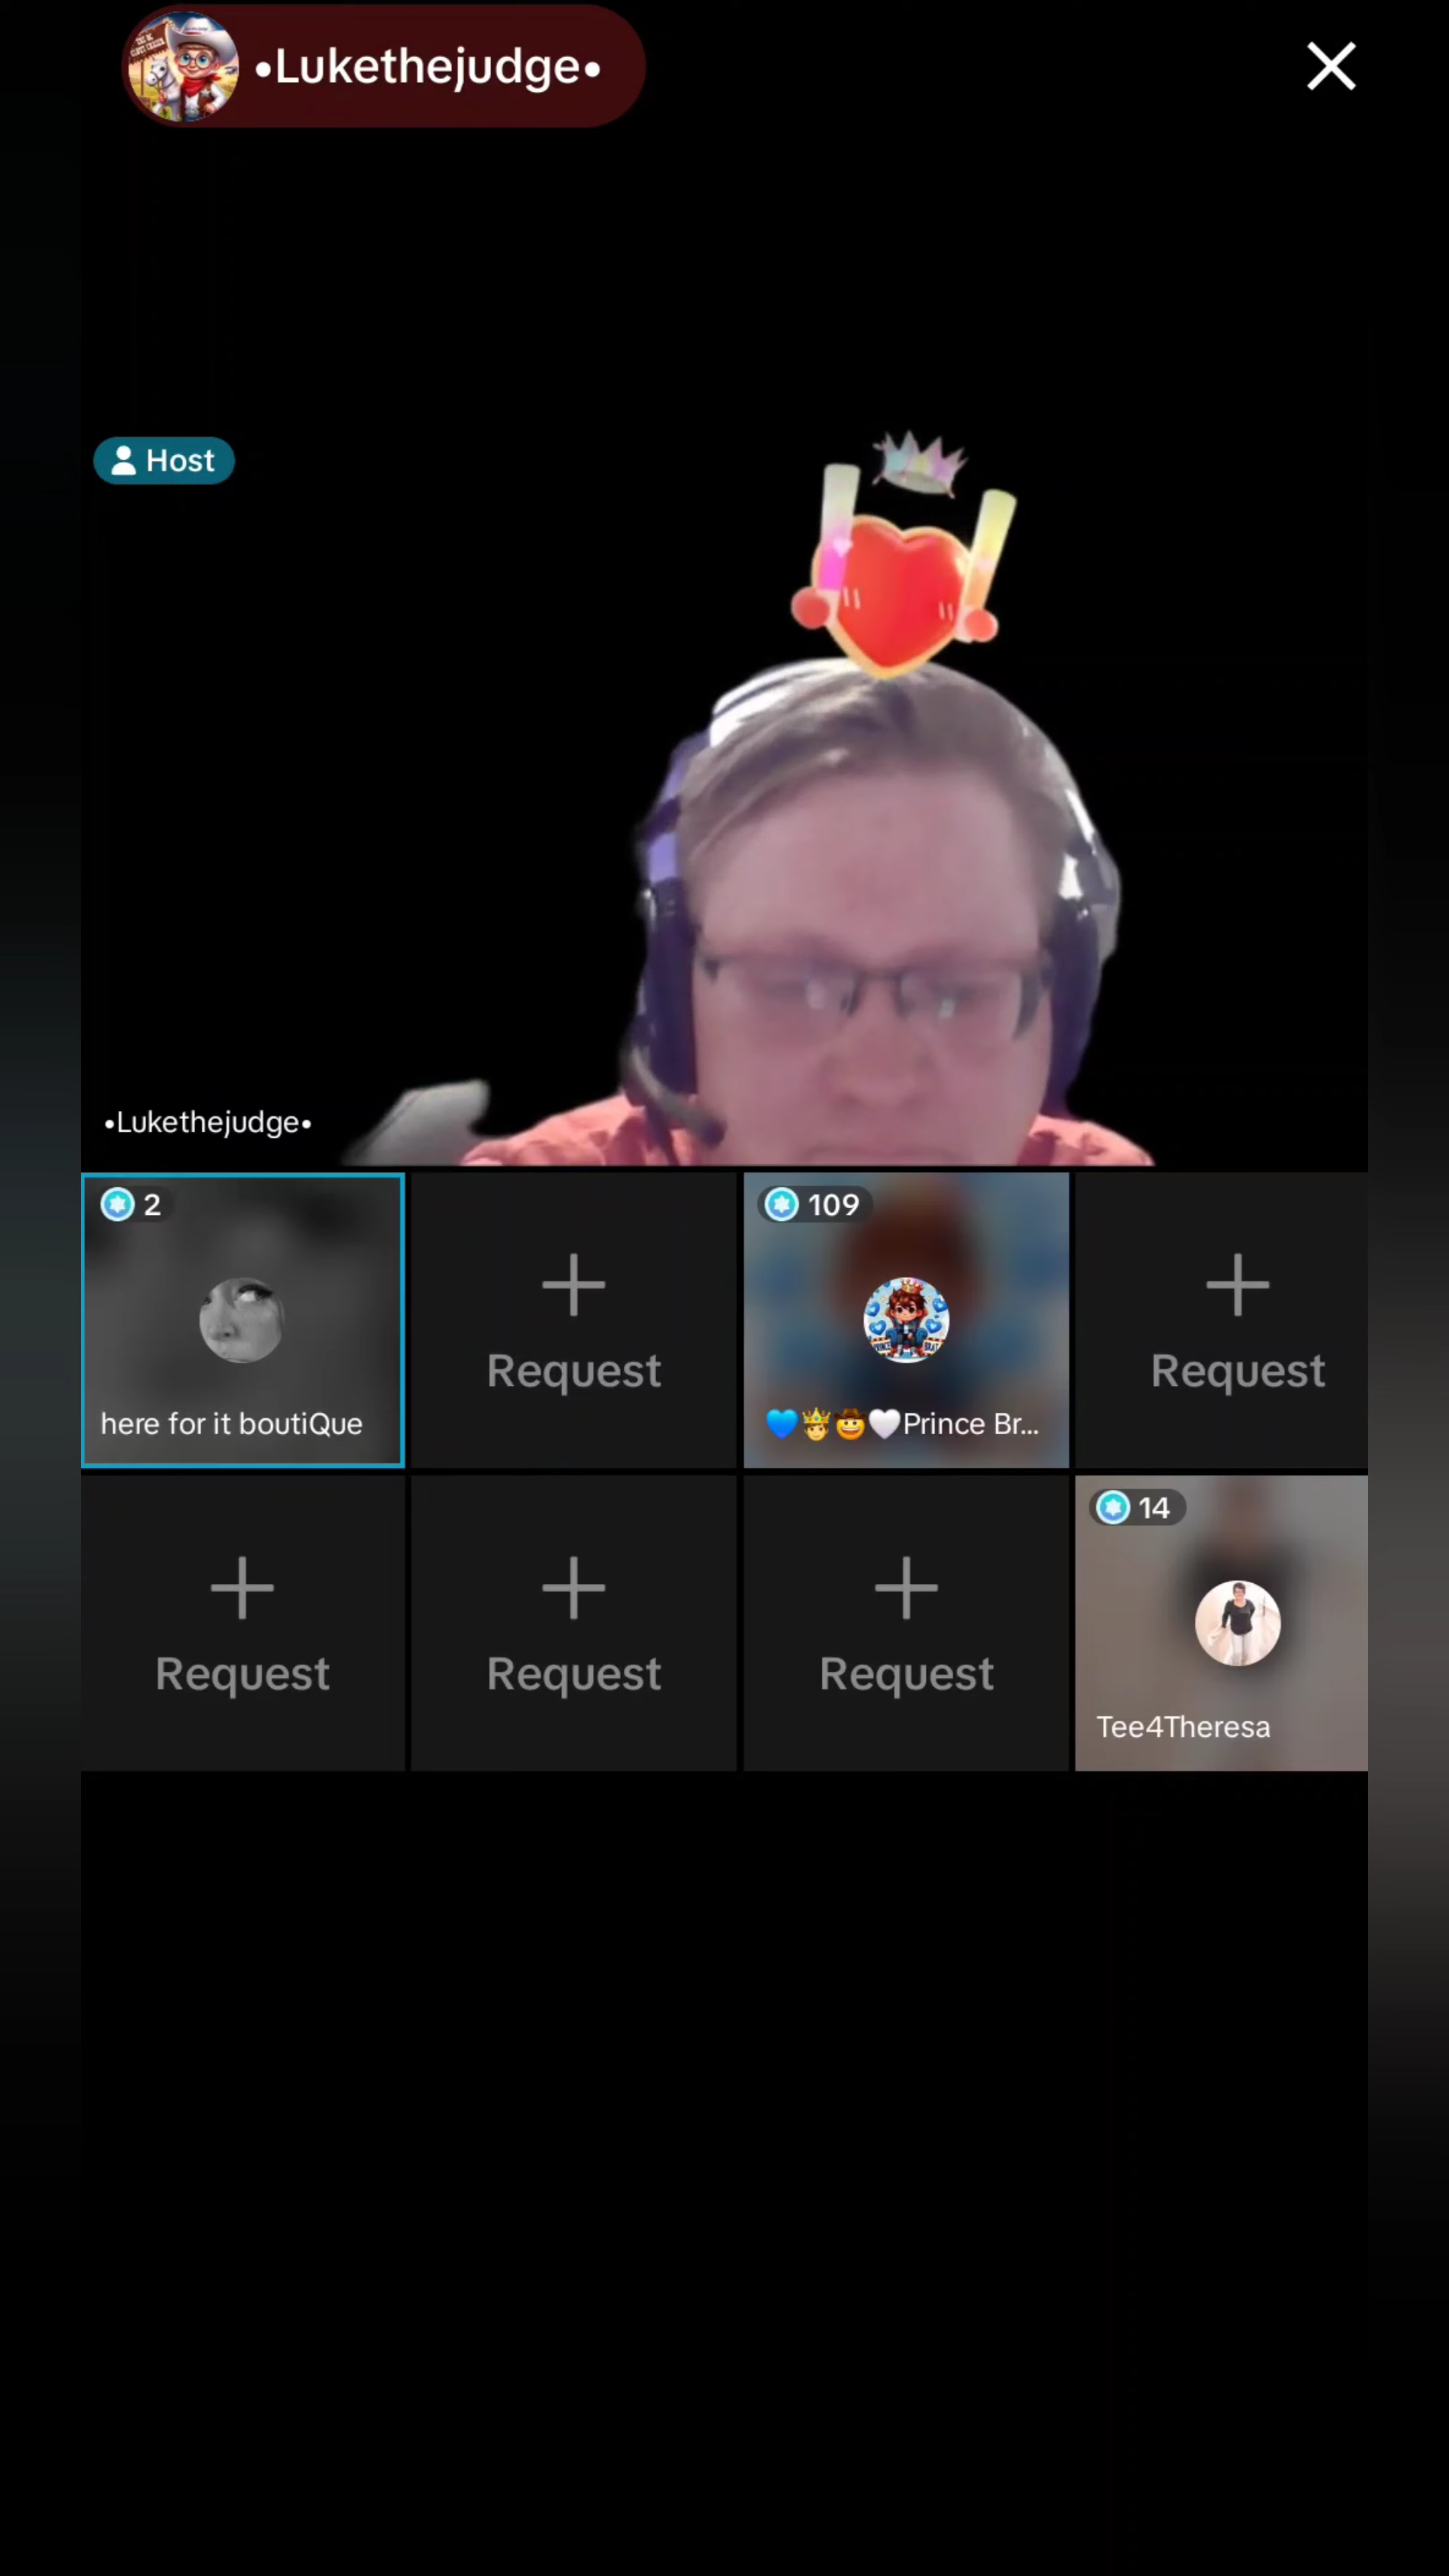 •Lukethejudge•
Host
•Lukethejudge•
2
here for it boutiQue
Request
109
💙🤴🤠🤍Prince Br...
Request
Request
Request
Request
14
Tee4Theresa